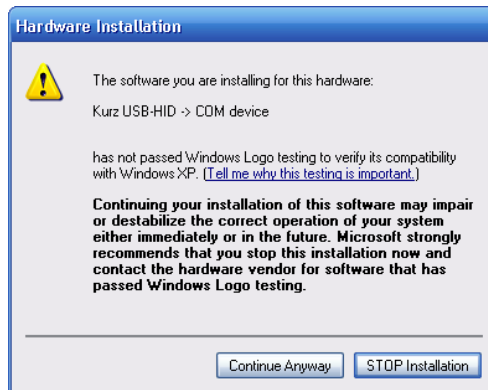 Hardware Installation
The software you are installing for this hardware:
Kurz USB-HID -> COM device
has not passed Windows Logo testing to verify its compatibility
with Windows XP. (Tell me why this testing is important.)
Continuing your installation of this software may impair
or destabilize the correct operation of your system
either immediately or in the future. Microsoft strongly
recommends that you stop this installation now and
contact the hardware vendor for software that has
passed Windows Logo testing.
Continue Anyway STOP Installation